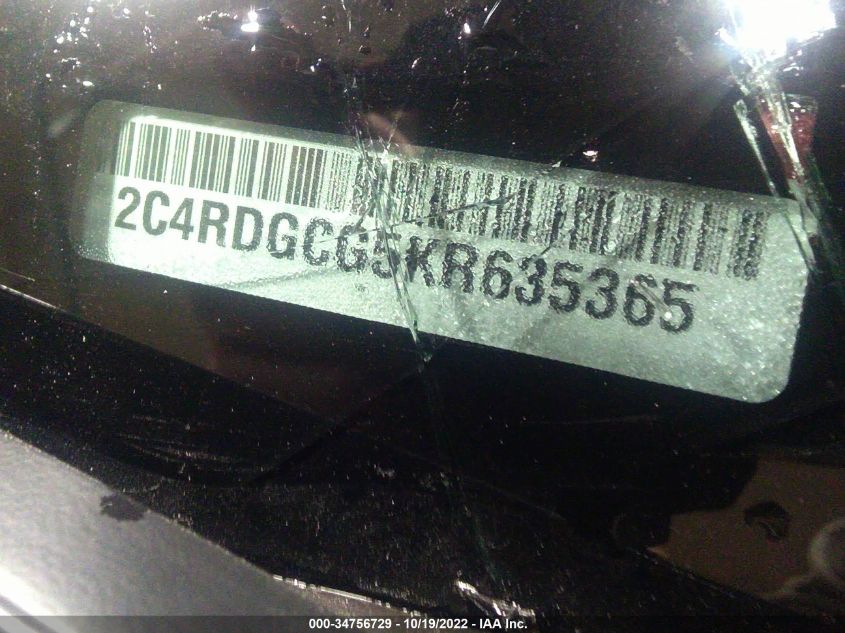 2C4RDGCG5KR635365
000-34756729 - 10/19/2022 - IAA Inc.